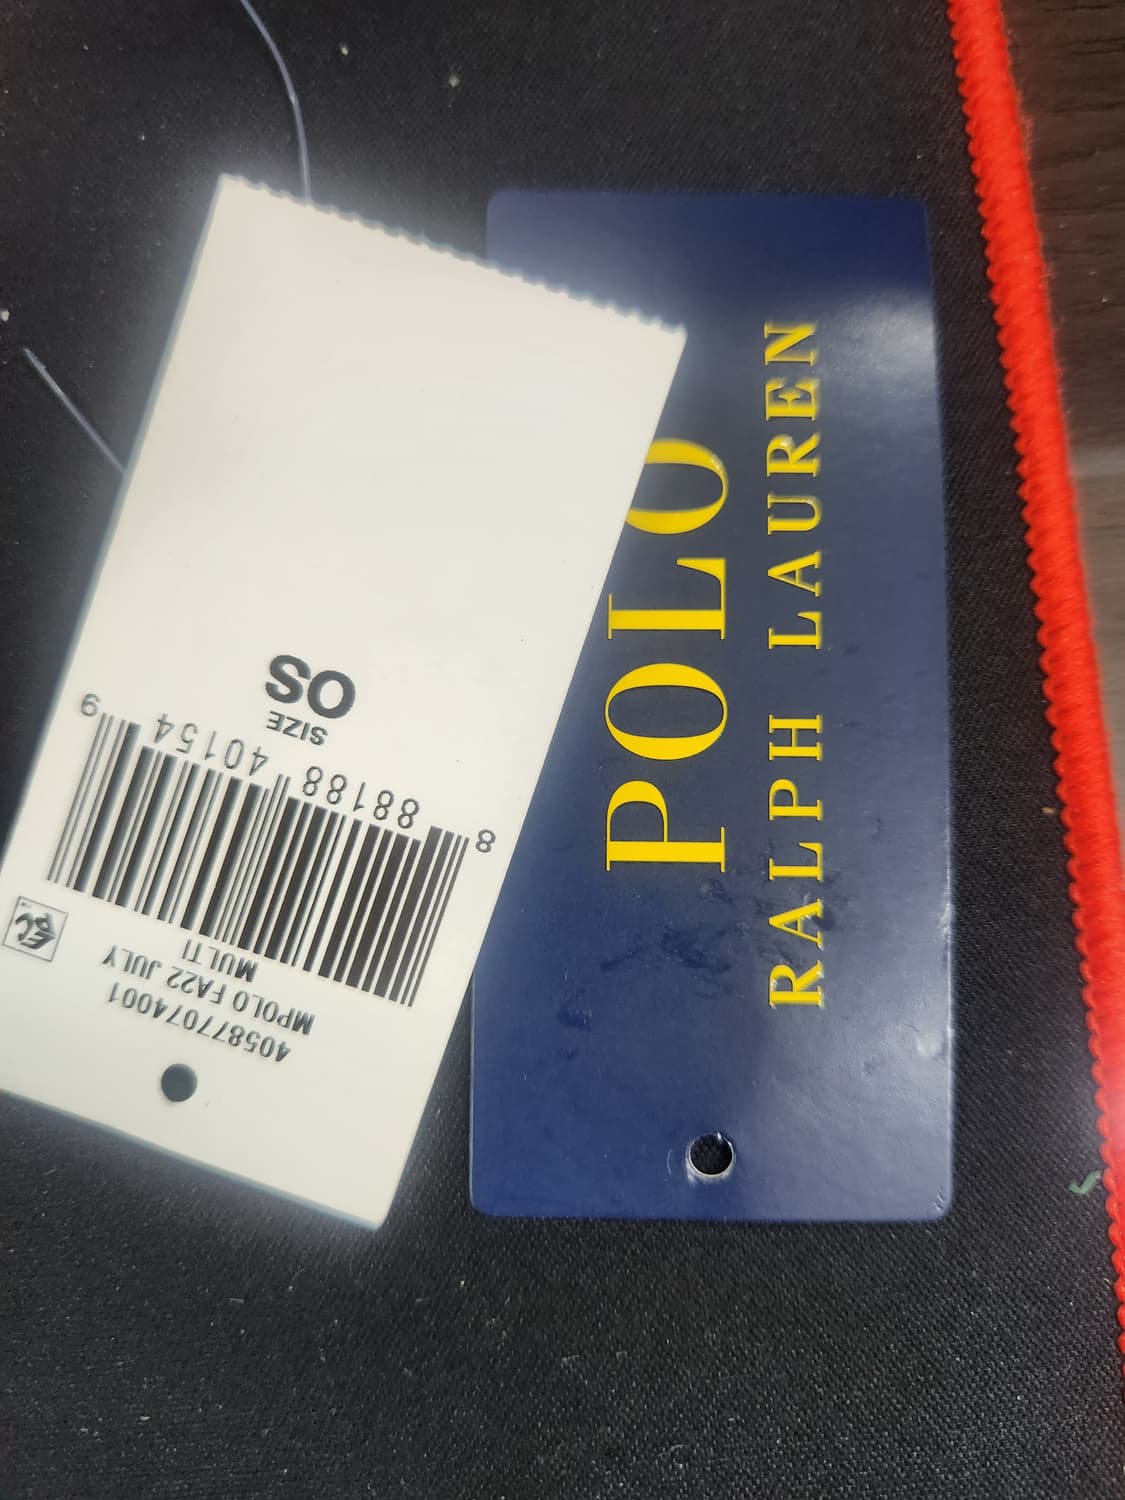 405877074001
MPOLO FA22 JULY
MULTI
8 88188 40154 9
SIZE
OS
POLO
RALPH LAUREN